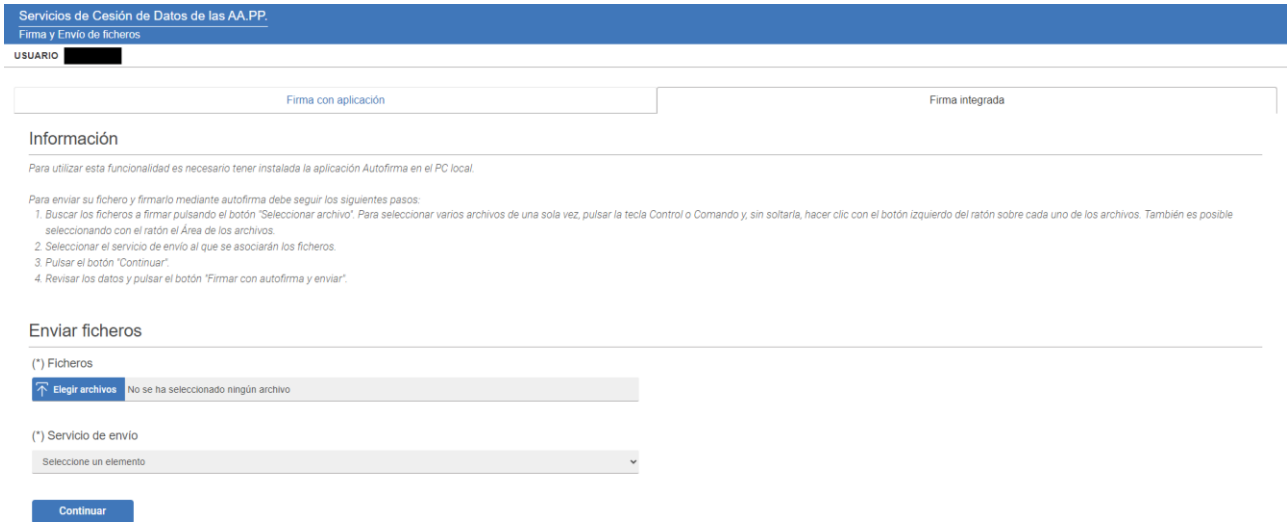 Servicios de Cesión de Datos de las AA.PP.
Firma y Envío de ficheros
USUARIO
Firma con aplicación
Firma integrada
Información
Para utilizar esta funcionalidad es necesario tener instalada la aplicación Autofirma en el PC local.
Para enviar su fichero y firmarlo mediante autofirma debe seguir los siguientes pasos:
1. Buscar los ficheros a firmar pulsando el botón "Seleccionar archivo". Para seleccionar varios archivos de una sola vez, pulsar la tecla Control o Comando y, sin soltarla, hacer clic con el botón izquierdo del ratón sobre cada uno de los archivos. También es posible
seleccionando con el ratón el Área de los archivos.
2. Seleccionar el servicio de envío al que se asociarán los ficheros.
3. Pulsar el botón "Continuar".
4. Revisar los datos y pulsar el botón "Firmar con autofirma y enviar".
Enviar ficheros
(*) Ficheros
Elegir archivos No se ha seleccionado ningún archivo
(*) Servicio de envío
Seleccione un elemento
Continuar